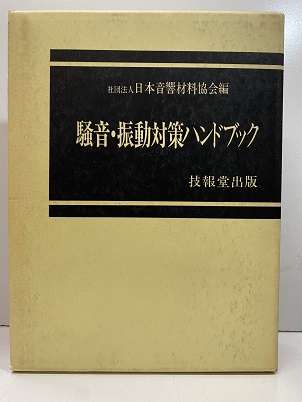 社団法人日本音響材料協会編
騒音・振動対策ハンドブック
技報堂出版